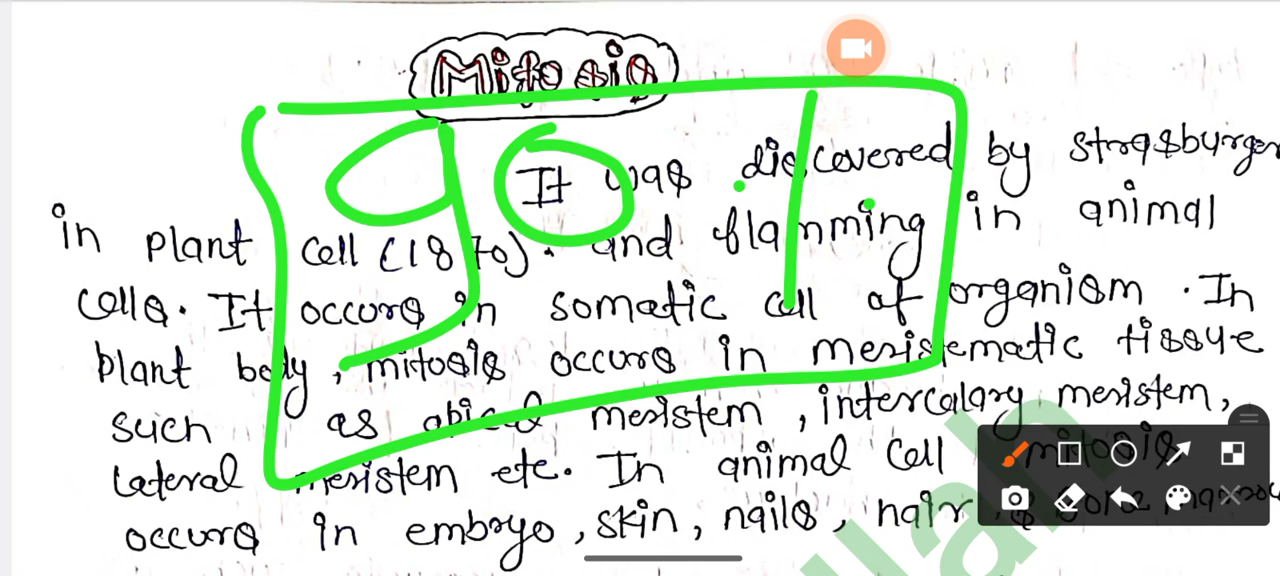 Mitosis
It was discovered by strasburger
in plant cell (1870). and flamming in animal
cells. It occurs in somatic cell of organism. In
plant body, mitosis occurs in meristematic tissue
such as apical meristem, intercalary meristem,
lateral meristem etc. In animal cell mitosis
occurs in embryo, skin, nails, hair
9 . 1